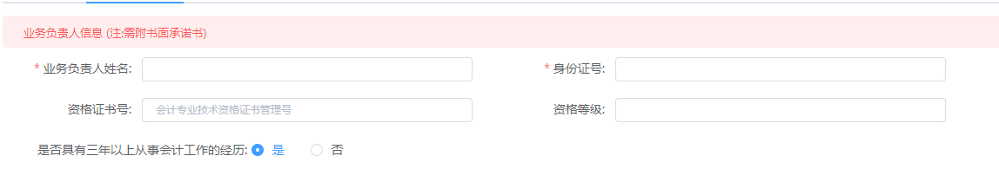 业务负责人信息 (注:需附书面承诺书)
* 业务负责人姓名:
* 身份证号:
资格证书号: 会计专业技术资格证书管理号
资格等级:
是否具有三年以上从事会计工作的经历: 是 否